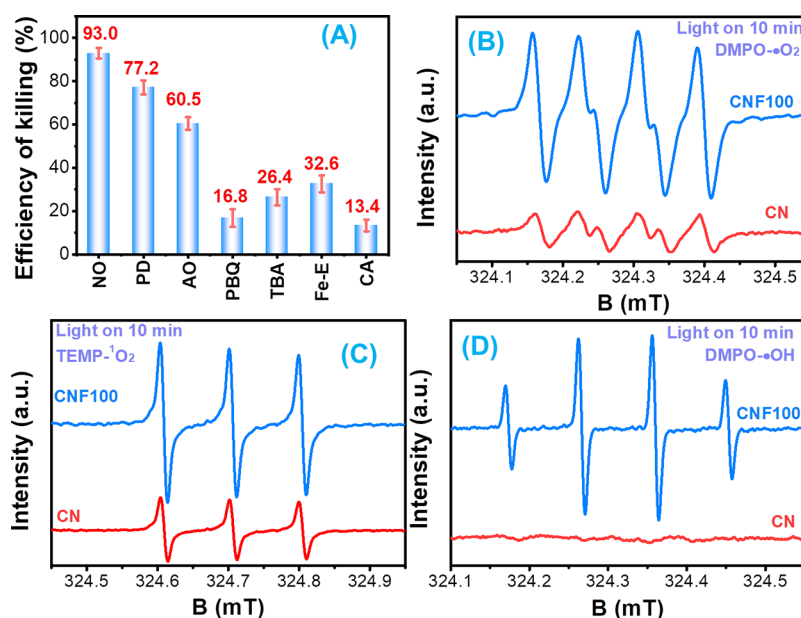 (A)
Efficiency of killing (%)
100
80
60
40
20
0
93.0
77.2
60.5
16.8
26.4
32.6
13.4
NO
PD
AO
PBQ
TBA
Fe-E
CA
(B)
Light on 10 min
DMPO-•O₂
CNF100
CN
Intensity (a.u.)
324.1 324.2 324.3 324.4 324.5
B (mT)
Light on 10 min
TEMP-¹O₂
(C)
CNF100
CN
Intensity (a.u.)
324.5 324.6 324.7 324.8 324.9
B (mT)
(D)
Light on 10 min
DMPO-•OH
CNF100
CN
Intensity (a.u.)
324.1 324.2 324.3 324.4 324.5
B (mT)